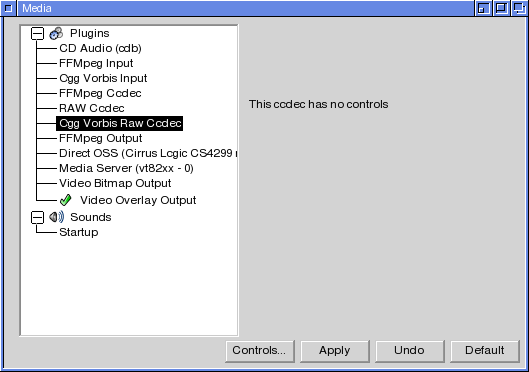 Media
Plugins
CD Audio (cdb)
FFMpeg Input
Ogg Vorbis Input
FFMpeg Codec
RAW Codec
Ogg Vorbis Raw Codec
FFMpeg Output
Direct OSS (Cirrus Logic CS4299 r
Media Server (vt82xx - 0)
Video Bitmap Output
Video Overlay Output
Sounds
Startup
This codec has no controls
Controls...
Apply
Undo
Default